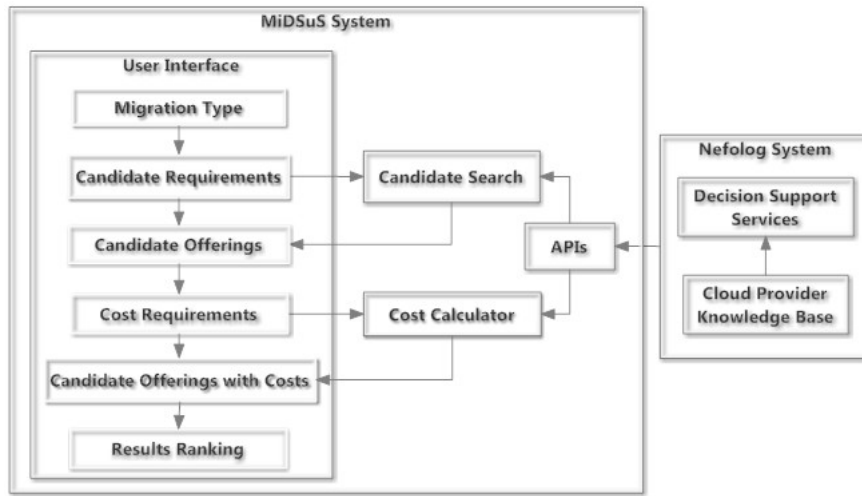 MiDSuS System
User Interface
Migration Type
Candidate Requirements
Candidate Search
Candidate Offerings
APIs
Cost Requirements
Cost Calculator
Candidate Offerings with Costs
Results Ranking
Nefolog System
Decision Support
Services
Cloud Provider
Knowledge Base